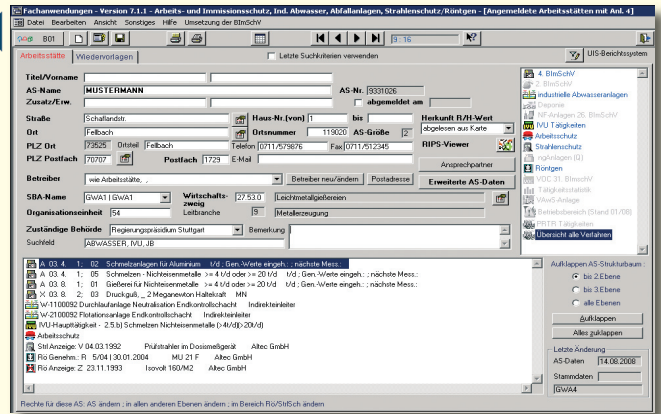 Fachanwendungen - Version 7.1.1 - Arbeits- und Immissionsschutz, Ind. Abwasser, Abfallanlagen, Strahlenschutz/Röntgen - [Angemeldete Arbeitsstätten mit Anl. 4]
Datei Bearbeiten Ansicht Sonstiges Hilfe Umsetzung der BImSchV
B01 9:16
Arbeitsstätte Wiedervorlagen Letzte Suchkriterien verwenden UIS-Berichtssystem
Titel/Vorname
AS-Name MUSTERMANN AS-Nr. 9331026
Zusatz/Erw. abgemeldet am
Straße Schaflandstr. Haus-Nr.(von) 1 bis Herkunft R/H-Wert
Ort Fellbach Ortsnummer 119020 AS-Größe 2 abgelesen aus Karte
PLZ Ort 73525 Ortsteil Fellbach Telefon 0711/579876 Fax 0711/512345 RIPS-Viewer
PLZ Postfach 70707 Postfach 1729 E-Mail
Ansprechpartner
Betreiber wie Arbeitsstätte, , Betreiber neu/ändern Postadresse Erweiterte AS-Daten
SBA-Name GWA1|GWA1 Wirtschafts-zweig 27.53.0 Leichtmetallgießereien
Organisationseinheit 54 Leitbranche 9 Metallerzeugung
Zuständige Behörde Regierungspräsidium Stuttgart Bemerkung
Suchfeld ABWASSER, IVU, JB
4. BImSchV
12. BImSchV
industrielle Abwasseranlagen
Deponie
NF-Anlagen 26. BImSchV
IVU Tätigkeiten
Arbeitsschutz
Strahlenschutz
ngAnlagen (Q)
Röntgen
VOC 31. BImschV
Tätigkeitsstatistik
VAwS-Anlage
Betriebsbereich (Stand 01/08)
PRTR Tätigkeiten
Übersicht alle Verfahren
A 03. 4. 1; 02 Schmelzanlagen für Aluminium t/d ; Gen.-Werte eingeh.: ; nächste Mess.:
A 03. 4. 1; 05 Schmelzen - Nichteisenmetalle >= 4 t/d oder >= 20 t/d t/d ; Gen.-Werte eingeh.: ; nächste Mess.:
A 03. 8. 1; 01 Gießerei für Nichteisenmetalle >= 4 t/d oder >= 20 t/d t/d ; Gen.-Werte eingeh.: ; nächste Mess.:
X 03. 8. 2; 03 Druckguß, _ 2 Meganewton Haltekraft MN
W-1100092 Durchlaufanlage Neutralisation Endkontrollschacht Indirekteinleiter
W-2100092 Flotationsanlage Endkontrollschacht Indirekteinleiter
IVU-Haupttätigkeit - 2.5.b) Schmelzen Nichteisenmetalle (>4t/d)(>20t/d)
Arbeitsschutz
Strl Anzeige: V 04.03.1992 Prüfstrahler im Dosismeßgerät Altec GmbH
Rö Genehm.: R 5/04 | 30.01.2004 MU 21 F Altec GmbH
Rö Anzeige: Z 23.11.1993 Isovolt 160/M2 Altec GmbH
Aufklappen AS-Strukturbaum :
bis 2.Ebene
bis 3.Ebene
alle Ebenen
Aufklappen
Alles zuklappen
Letzte Änderung
AS-Daten 14.08.2008
Stammdaten
GWA4
Rechte für diese AS: AS ändern ; in allen anderen Ebenen ändern ; im Bereich Rö/StrlSch ändern